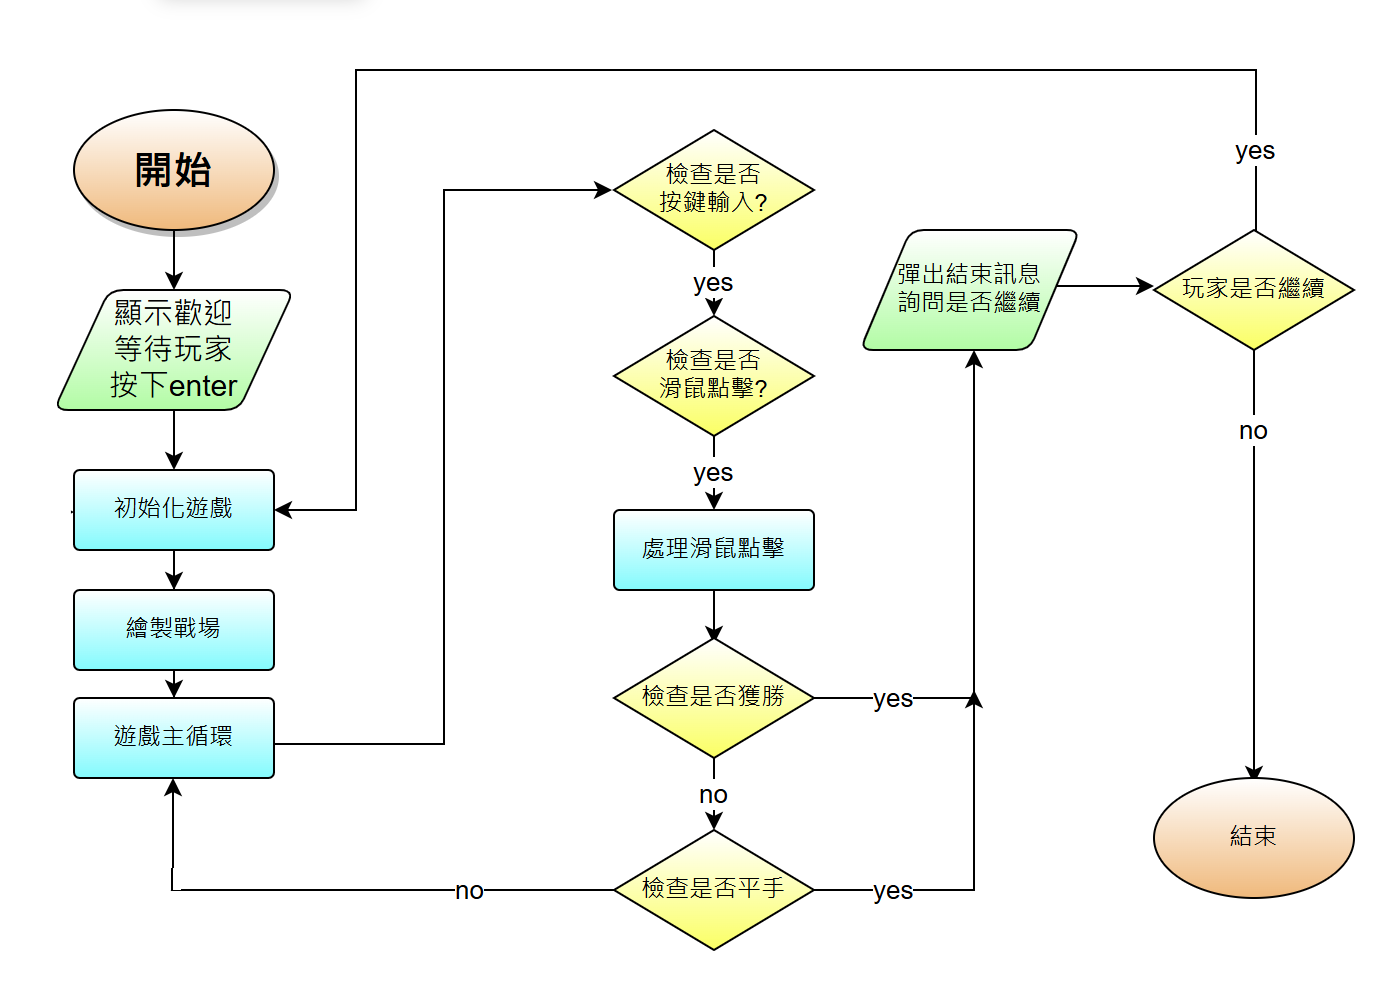 開始
顯示歡迎
等待玩家
按下enter
初始化遊戲
繪製戰場
遊戲主循環
檢查是否
按鍵輸入?
yes
檢查是否
滑鼠點擊?
yes
處理滑鼠點擊
檢查是否獲勝
yes
no
檢查是否平手
yes
no
彈出結束訊息
詢問是否繼續
玩家是否繼續
yes
no
結束